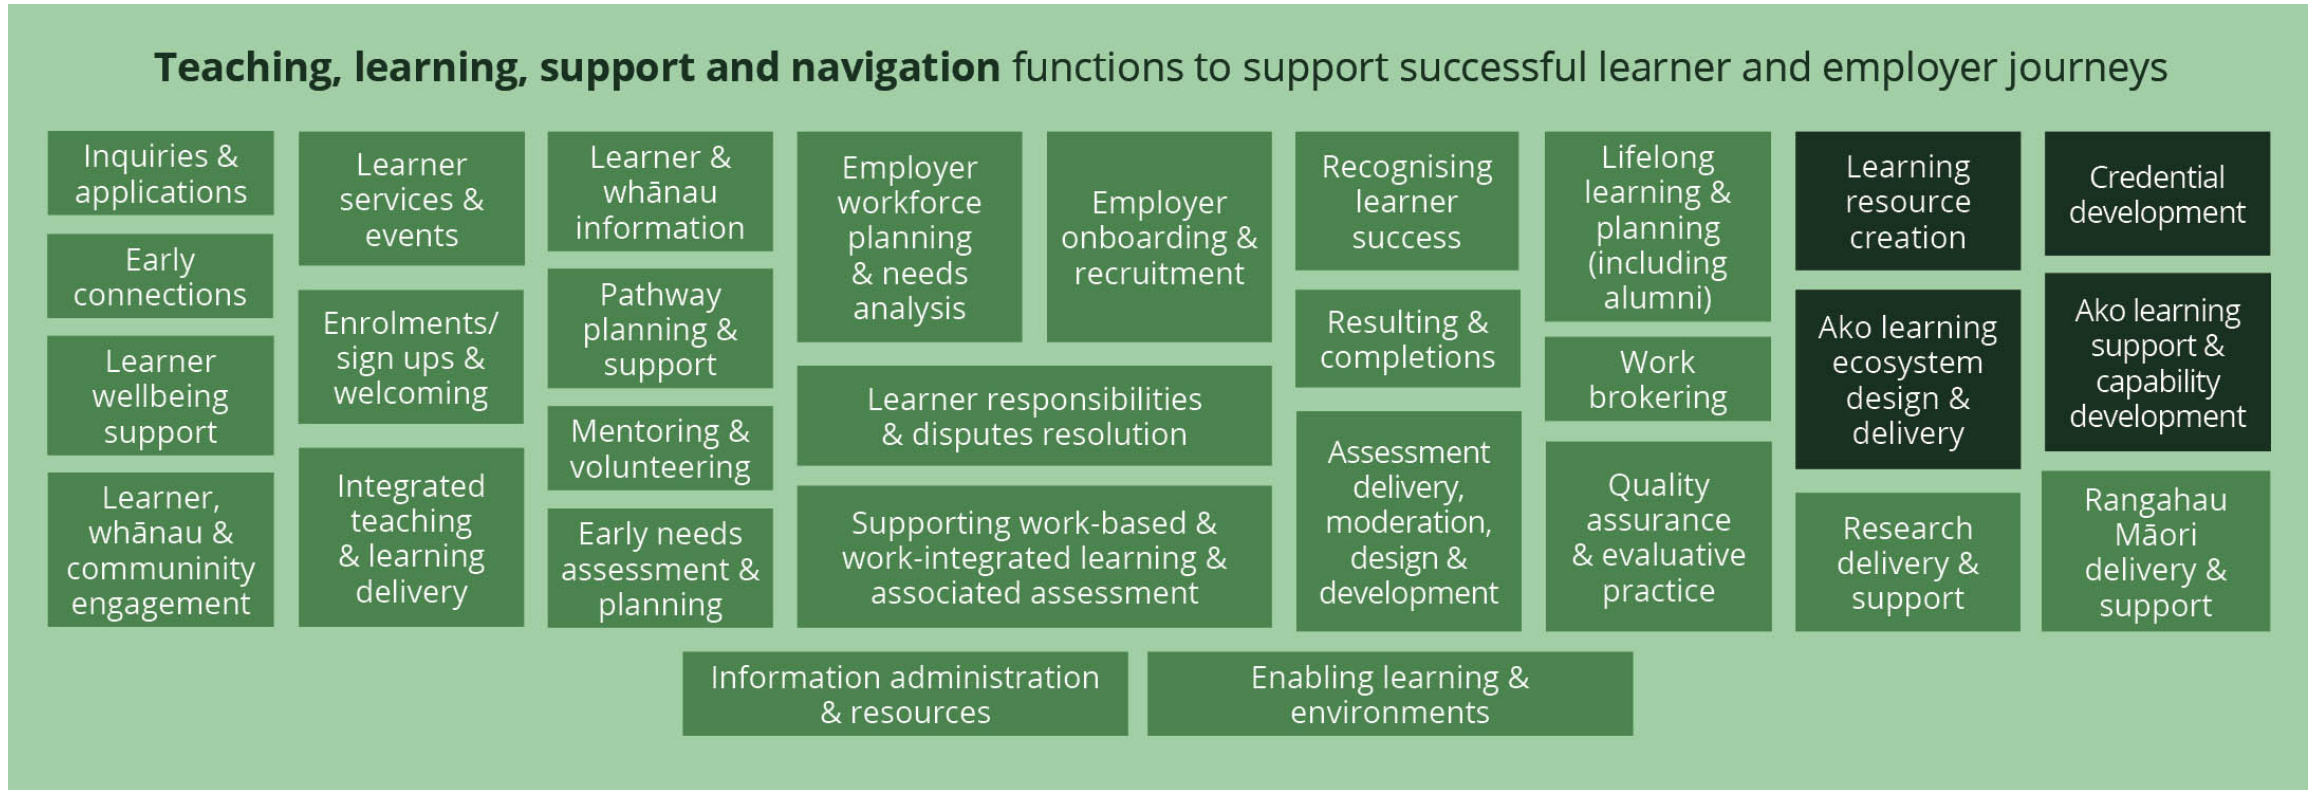 Teaching, learning, support and navigation functions to support successful learner and employer journeys
Inquiries &
applications
Early
connections
Learner
wellbeing
support
Learner,
whānau &
communinity
engagement
Learner
services &
events
Enrolments/
sign ups &
welcoming
Integrated
teaching
& learning
delivery
Learner &
whānau
information
Pathway
planning &
support
Mentoring &
volunteering
Early needs
assessment &
planning
Employer
workforce
planning
& needs
analysis
Employer
onboarding &
recruitment
Learner responsibilities
& disputes resolution
Supporting work-based &
work-integrated learning &
associated assessment
Recognising
learner
success
Resulting &
completions
Assessment
delivery,
moderation,
design &
development
Lifelong
learning &
planning
(including
alumni)
Work
brokering
Quality
assurance
& evaluative
practice
Learning
resource
creation
Ako learning
ecosystem
design &
delivery
Research
delivery &
support
Credential
development
Ako learning
support &
capability
development
Rangahau
Māori
delivery &
support
Information administration
& resources
Enabling learning &
environments